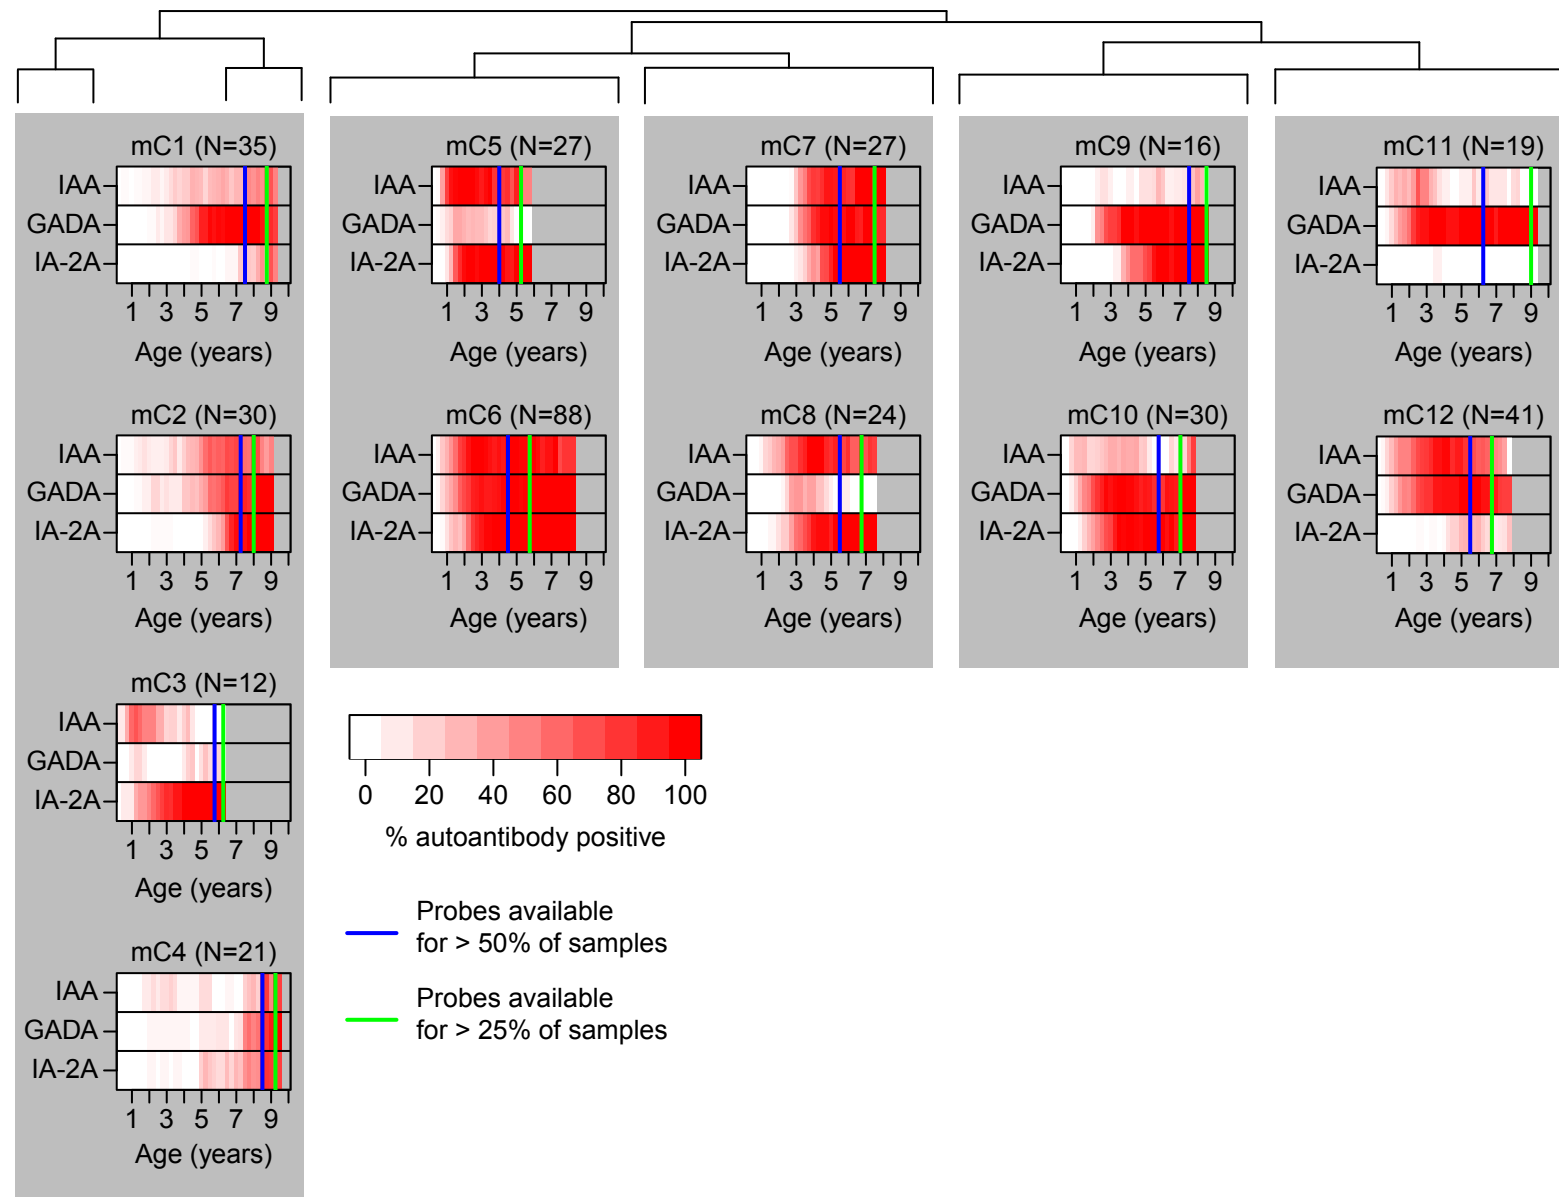 mC1 (N=35)
IAA
GADA
IA-2A
1 3 5 7 9
Age (years)
mC5 (N=27)
IAA
GADA
IA-2A
1 3 5 7 9
Age (years)
mC7 (N=27)
IAA
GADA
IA-2A
1 3 5 7 9
Age (years)
mC9 (N=16)
IAA
GADA
IA-2A
1 3 5 7 9
Age (years)
mC11 (N=19)
IAA
GADA
IA-2A
1 3 5 7 9
Age (years)
mC2 (N=30)
IAA
GADA
IA-2A
1 3 5 7 9
Age (years)
mC6 (N=88)
IAA
GADA
IA-2A
1 3 5 7 9
Age (years)
mC8 (N=24)
IAA
GADA
IA-2A
1 3 5 7 9
Age (years)
mC10 (N=30)
IAA
GADA
IA-2A
1 3 5 7 9
Age (years)
mC12 (N=41)
IAA
GADA
IA-2A
1 3 5 7 9
Age (years)
mC3 (N=12)
IAA
GADA
IA-2A
1 3 5 7 9
Age (years)
mC4 (N=21)
IAA
GADA
IA-2A
1 3 5 7 9
Age (years)
0 20 40 60 80 100
% autoantibody positive
Probes available
for > 50% of samples
Probes available
for > 25% of samples